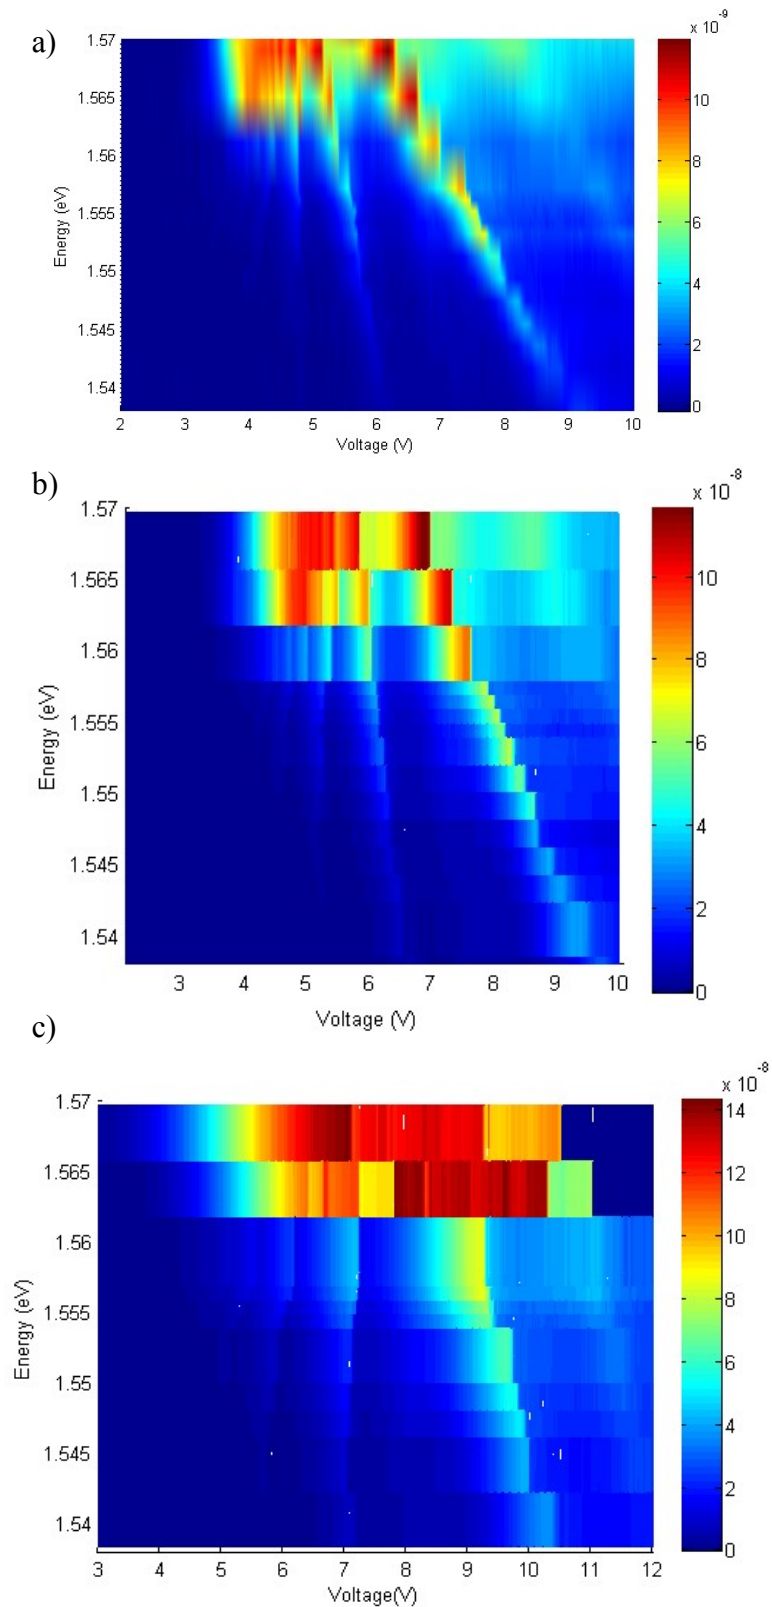 a)
x 10⁻⁹
1.57
1.565
1.56
1.555
1.55
1.545
1.54
Energy (eV)
2 3 4 5 6 7 8 9 10
Voltage (V)
10
8
6
4
2
0
b)
x 10⁻⁸
1.57
1.565
1.56
1.555
1.55
1.545
1.54
Energy (eV)
3 4 5 6 7 8 9 10
Voltage (V)
10
8
6
4
2
0
c)
x 10⁻⁸
1.57
1.565
1.56
1.555
1.55
1.545
1.54
Energy (eV)
3 4 5 6 7 8 9 10 11 12
Voltage(V)
14
12
10
8
6
4
2
0